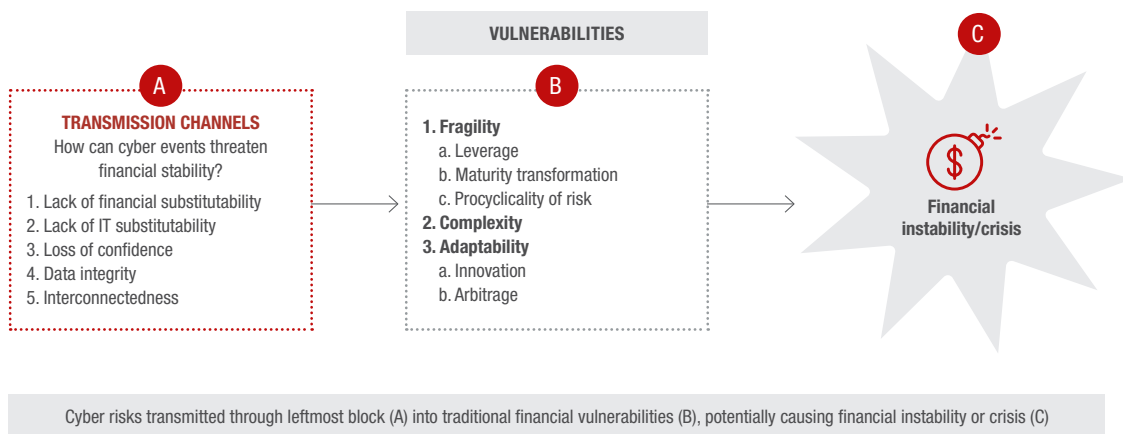 VULNERABILITIES
A
B
C
TRANSMISSION CHANNELS
How can cyber events threaten
financial stability?
1. Lack of financial substitutability
2. Lack of IT substitutability
3. Loss of confidence
4. Data integrity
5. Interconnectedness
1. Fragility
a. Leverage
b. Maturity transformation
c. Procyclicality of risk
2. Complexity
3. Adaptability
a. Innovation
b. Arbitrage
$
Financial
instability/crisis
Cyber risks transmitted through leftmost block (A) into traditional financial vulnerabilities (B), potentially causing financial instability or crisis (C)